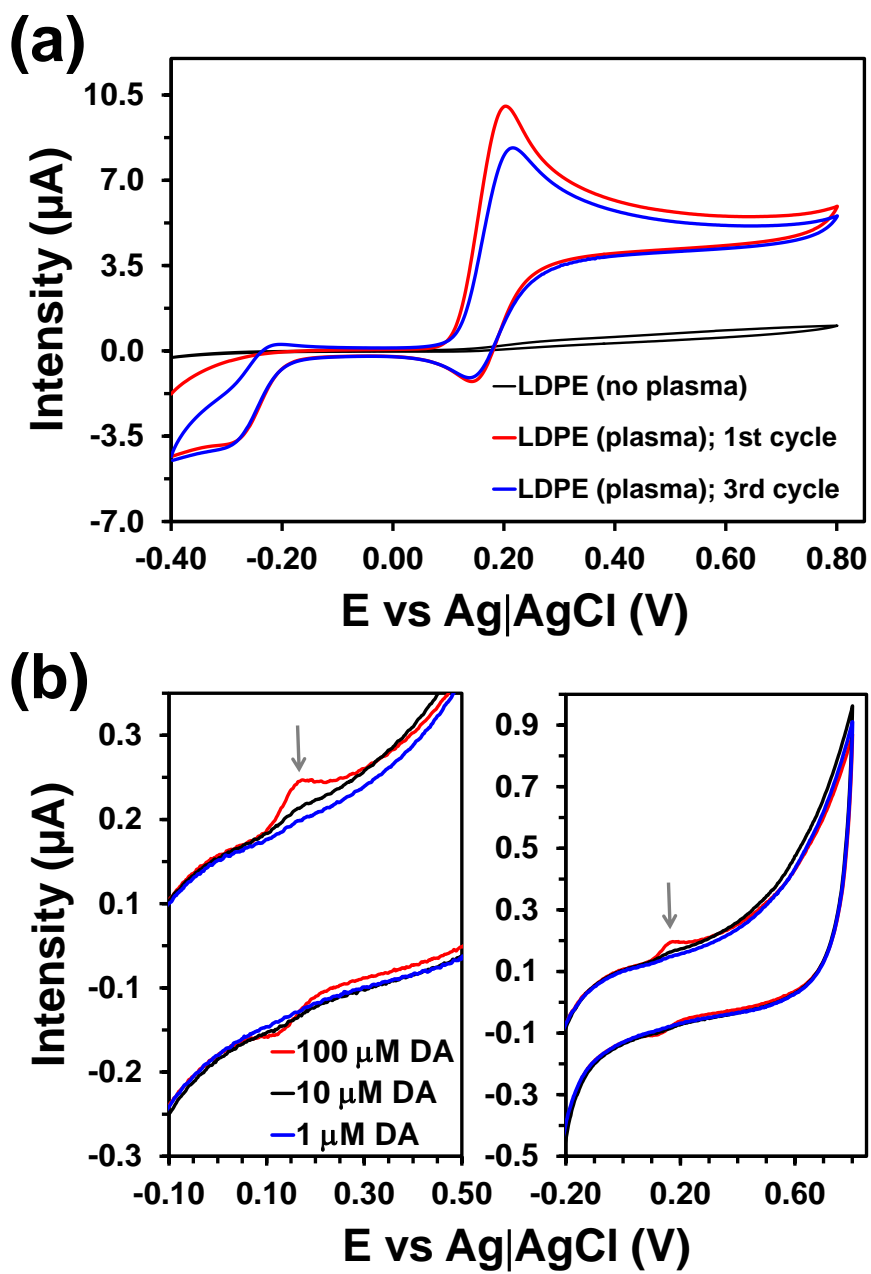 (a)
Intensity (µA)
10.5
7.0
3.5
0.0
-3.5
-7.0
LDPE (no plasma)
LDPE (plasma); 1st cycle
LDPE (plasma); 3rd cycle
-0.40 -0.20 0.00 0.20 0.40 0.60 0.80
E vs Ag|AgCl (V)
(b)
Intensity (µA)
0.3
0.2
0.1
-0.1
-0.2
-0.3
100 µM DA
10 µM DA
1 µM DA
-0.10 0.10 0.30 0.50
0.9
0.7
0.5
0.3
0.1
-0.1
-0.3
-0.5
-0.20 0.20 0.60
E vs Ag|AgCl (V)